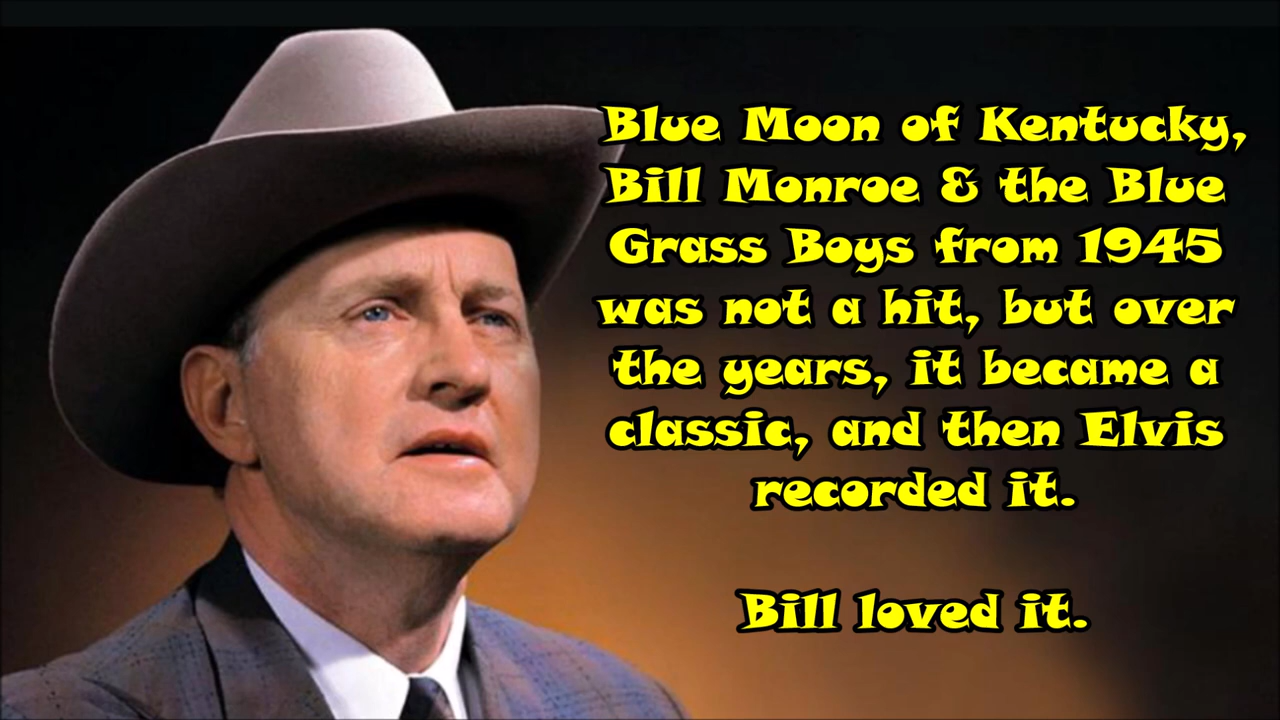 Blue Moon of Kentucky,
Bill Monroe & the Blue
Grass Boys from 1945
was not a hit, but over
the years, it became a
classic, and then Elvis
recorded it.
Bill loved it.